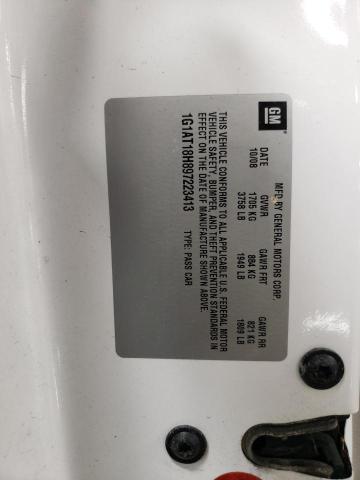 GM
MFD BY GENERAL MOTORS CORP.
DATE GVWR GAWR FRT GAWR RR
10/08 1705 KG 884 KG 821 KG
3758 LB 1949 LB 1809 LB
THIS VEHICLE CONFORMS TO ALL APPLICABLE U.S. FEDERAL MOTOR
VEHICLE SAFETY, BUMPER, AND THEFT PREVENTION STANDARDS IN
EFFECT ON THE DATE OF MANUFACTURE SHOWN ABOVE.
1G1AT18H897223413 TYPE: PASS CAR